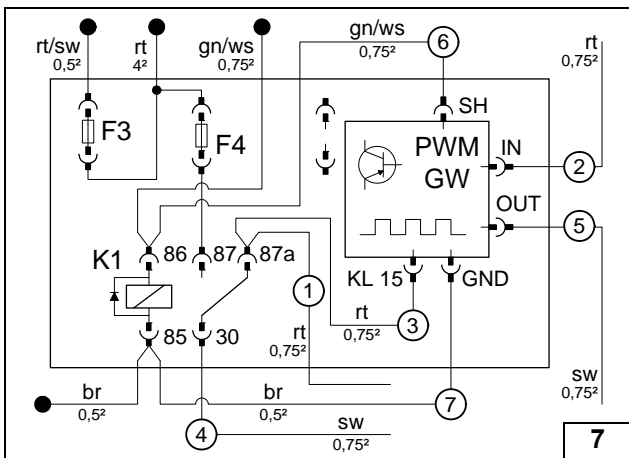 rt/sw
0,5²
rt
4²
gn/ws
0,75²
gn/ws
0,75²
6
rt
0,75²
F3
F4
SH
PWM
GW
IN
2
OUT
5
K1
86
87
87a
KL 15
GND
1
rt
0,75²
3
rt
0,75²
85
30
br
0,5²
br
0,5²
7
4
sw
0,75²
sw
0,75²
7